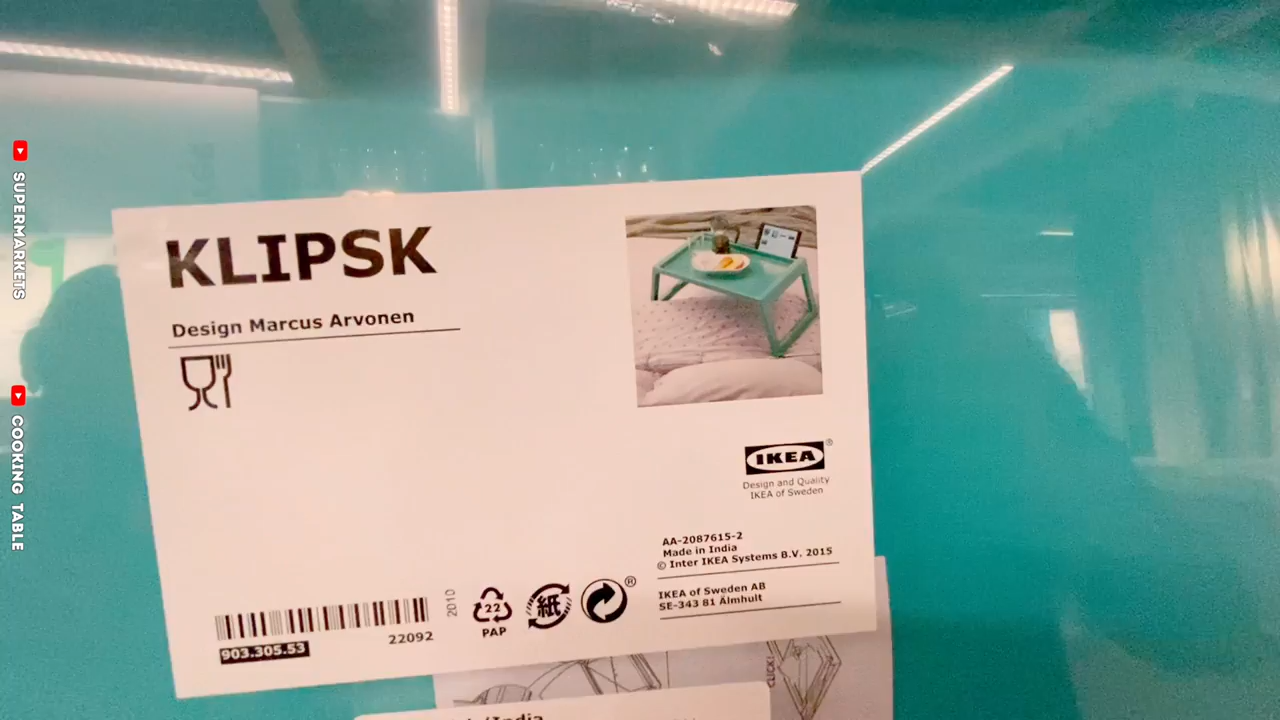 SUPERMARKETS
COOKING TABLE
KLIPSK
Design Marcus Arvonen
IKEA®
Design and Quality
IKEA of Sweden
AA-2087615-2
Made in India
© Inter IKEA Systems B.V. 2015
IKEA of Sweden AB
SE-343 81 Älmhult
2010
22092
903.305.53
22
PAP
紙
®
CLICK!
/India